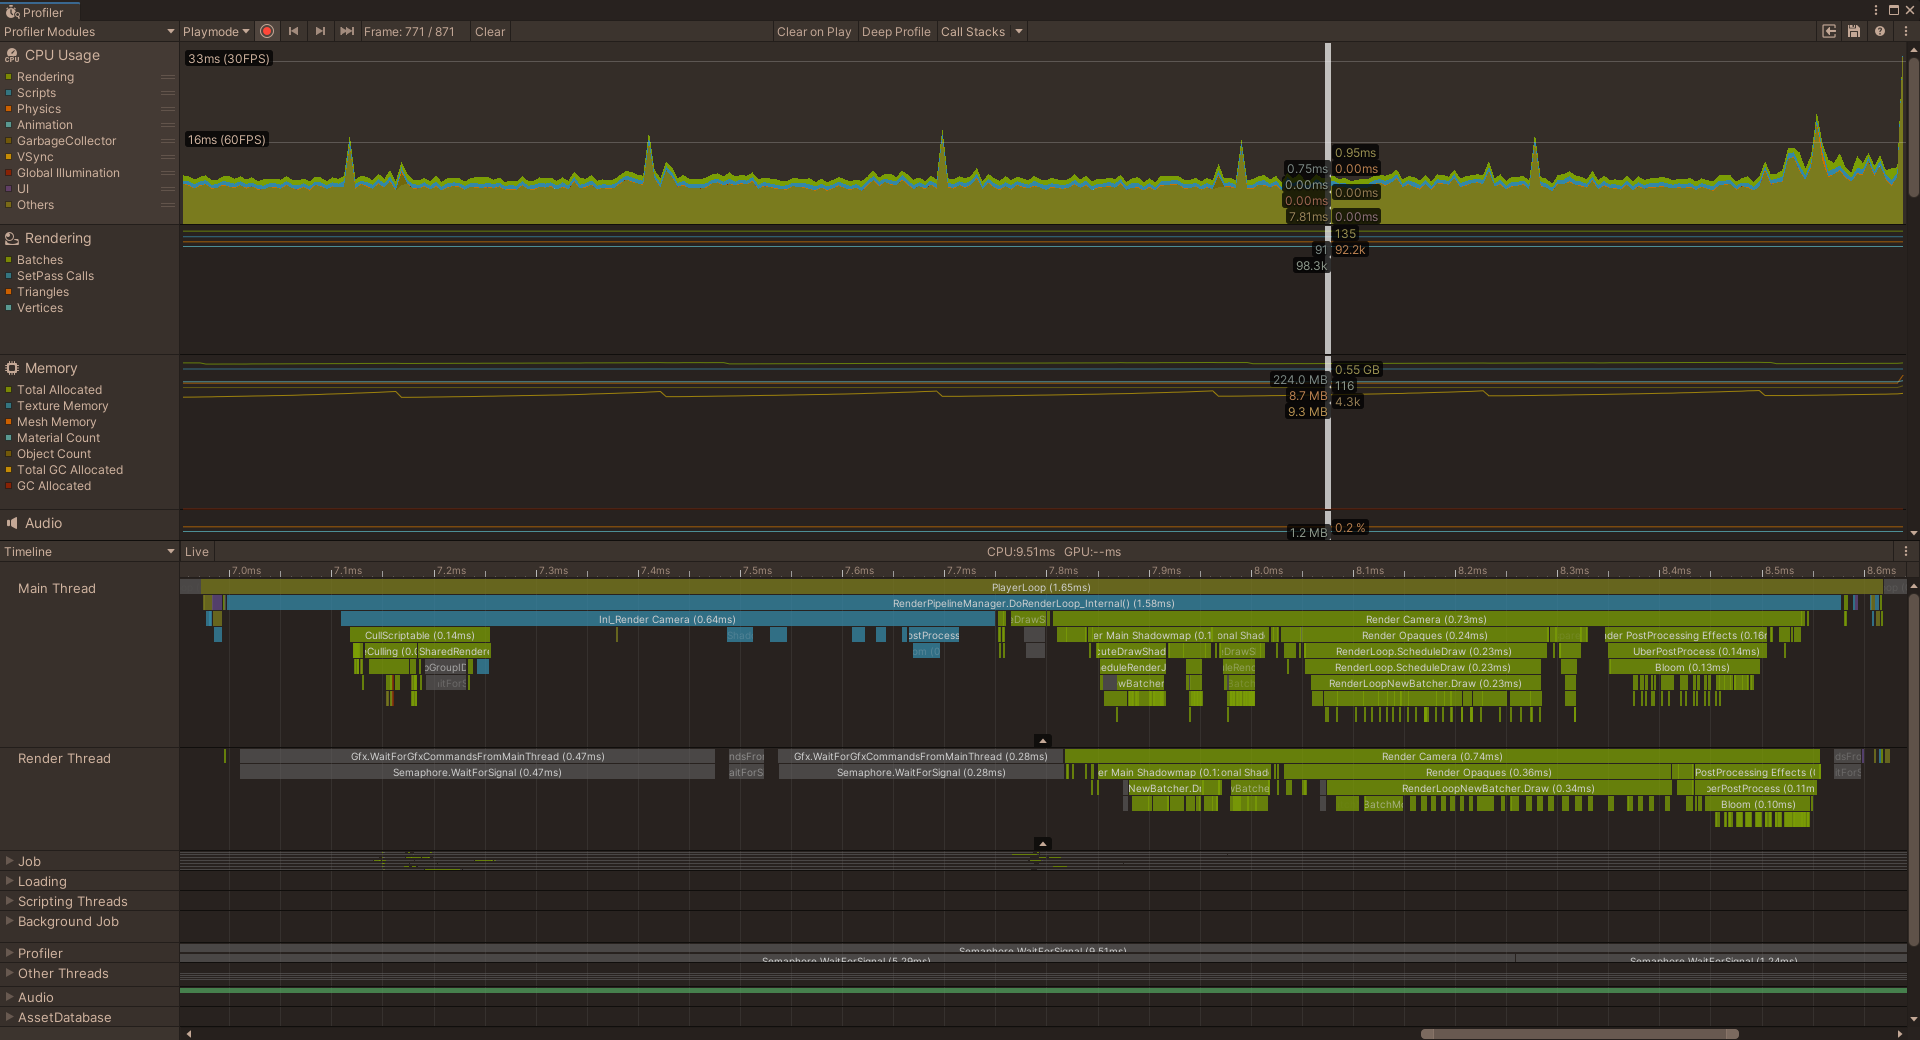 Profiler
Profiler Modules
Playmode
Frame: 771 / 871
Clear
Clear on Play
Deep Profile
Call Stacks
CPU Usage
Rendering
Scripts
Physics
Animation
GarbageCollector
VSync
Global Illumination
UI
Others
33ms (30FPS)
16ms (60FPS)
0.75ms
0.00ms
0.00ms
7.81ms
0.95ms
0.00ms
0.00ms
0.00ms
Rendering
Batches
SetPass Calls
Triangles
Vertices
135
91
92.2k
98.3k
Memory
Total Allocated
Texture Memory
Mesh Memory
Material Count
Object Count
Total GC Allocated
GC Allocated
0.55 GB
224.0 MB
116
8.7 MB
4.3k
9.3 MB
Audio
0.2 %
1.2 MB
Timeline
Live
CPU:9.51ms GPU:--ms
7.0ms 7.1ms 7.2ms 7.3ms 7.4ms 7.5ms 7.6ms 7.7ms 7.8ms 7.9ms 8.0ms 8.1ms 8.2ms 8.3ms 8.4ms 8.5ms 8.6ms
Main Thread
PlayerLoop (1.65ms)
RenderPipelineManager.DoRenderLoop_Internal() (1.58ms)
Inl_Render Camera (0.64ms)
Render Camera (0.73ms)
CullScriptable (0.14ms)
ostProcess
er Main Shadowmap (0.1
onal Shad
Render Opaques (0.24ms)
der PostProcessing Effects (0.16
Culling (0.0
SharedRendere
cuteDrawShad
RenderLoop.ScheduleDraw (0.23ms)
UberPostProcess (0.14ms)
oGroupID
eduleRenderJ
RenderLoop.ScheduleDraw (0.23ms)
Bloom (0.13ms)
itForS
wBatcher
RenderLoopNewBatcher.Draw (0.23ms)
Render Thread
Gfx.WaitForGfxCommandsFromMainThread (0.47ms)
ndsFro
Gfx.WaitForGfxCommandsFromMainThread (0.28ms)
Render Camera (0.74ms)
Semaphore.WaitForSignal (0.47ms)
aitForS
Semaphore.WaitForSignal (0.28ms)
er Main Shadowmap (0.1
onal Shad
Render Opaques (0.36ms)
PostProcessing Effects (
NewBatcher.Dr
wBatche
RenderLoopNewBatcher.Draw (0.34ms)
berPostProcess (0.11m
BatchM
Bloom (0.10ms)
Job
Loading
Scripting Threads
Background Job
Profiler
Semaphore.WaitForSignal (9.51ms)
Semaphore.WaitForSignal (5.29ms)
Semaphore.WaitForSignal (1.24ms)
Other Threads
Audio
AssetDatabase